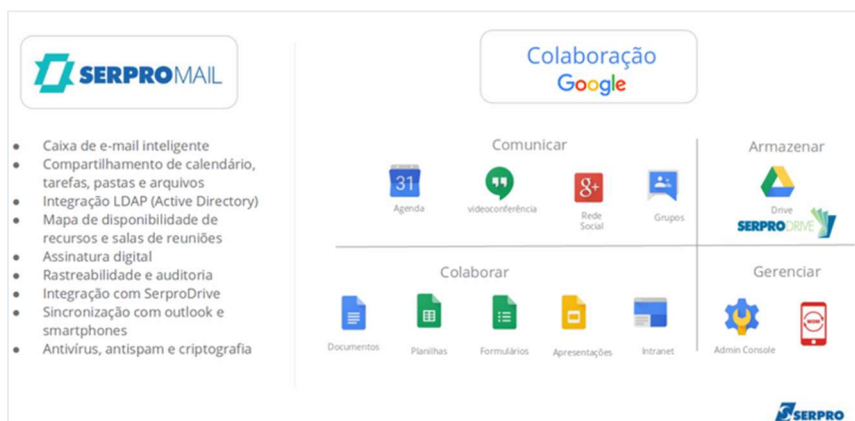 SERPROMAIL
Caixa de e-mail inteligente
Compartilhamento de calendário,
tarefas, pastas e arquivos
Integração LDAP (Active Directory)
Mapa de disponibilidade de
recursos e salas de reuniões
Assinatura digital
Rastreabilidade e auditoria
Integração com SerproDrive
Sincronização com outlook e
smartphones
Antivírus, antispam e criptografia
Colaboração
Google
Comunicar
31
Agenda
videoconferência
g+
Rede
Social
Grupos
Armazenar
Drive
SERPRODRIVE
Colaborar
Documentos
Planilhas
Formulários
Apresentações
Intranet
Gerenciar
Admin Console
MDM
SERPRO